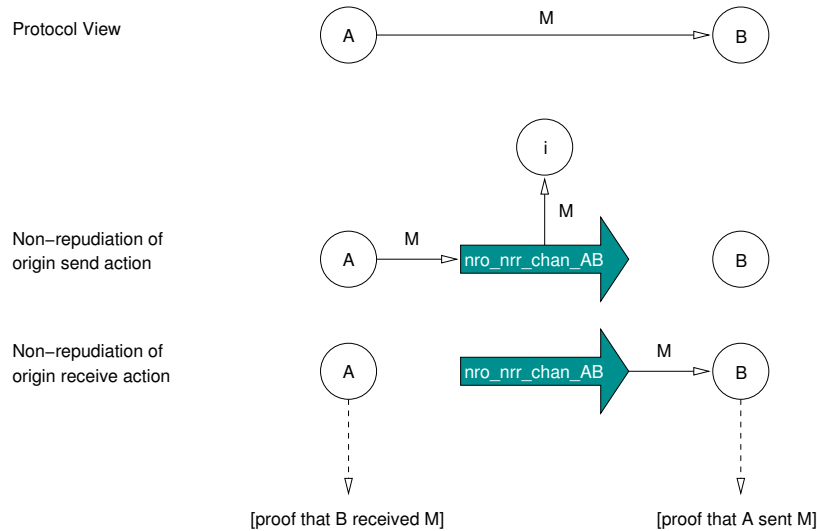 Protocol View
A
M
B
i
M
Non−repudiation of
origin send action
A
M
nro_nrr_chan_AB
B
Non−repudiation of
origin receive action
A
nro_nrr_chan_AB
M
B
[proof that B received M]
[proof that A sent M]